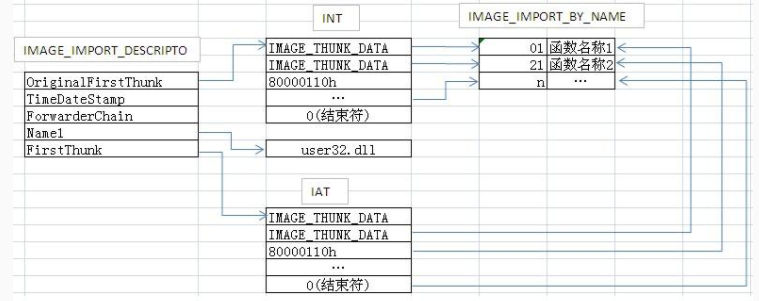 INT
IMAGE_IMPORT_BY_NAME
IMAGE_IMPORT_DESCRIPTO
IMAGE_THUNK_DATA
01 函数名称1
IMAGE_THUNK_DATA
21 函数名称2
OriginalFirstThunk
80000110h
n …
TimeDateStamp
…
ForwarderChain
0(结束符)
Name1
FirstThunk
user32.dll
IAT
IMAGE_THUNK_DATA
IMAGE_THUNK_DATA
80000110h
…
0(结束符)